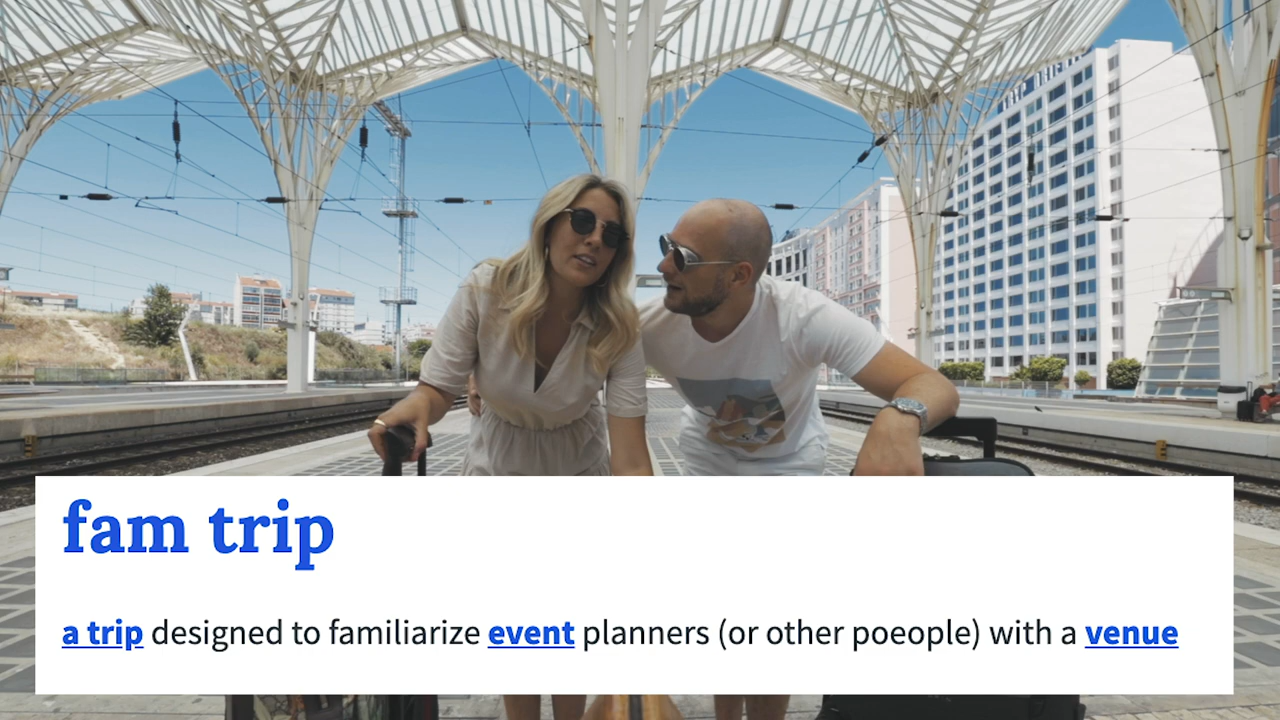 fam trip
a trip designed to familiarize event planners (or other poeople) with a venue